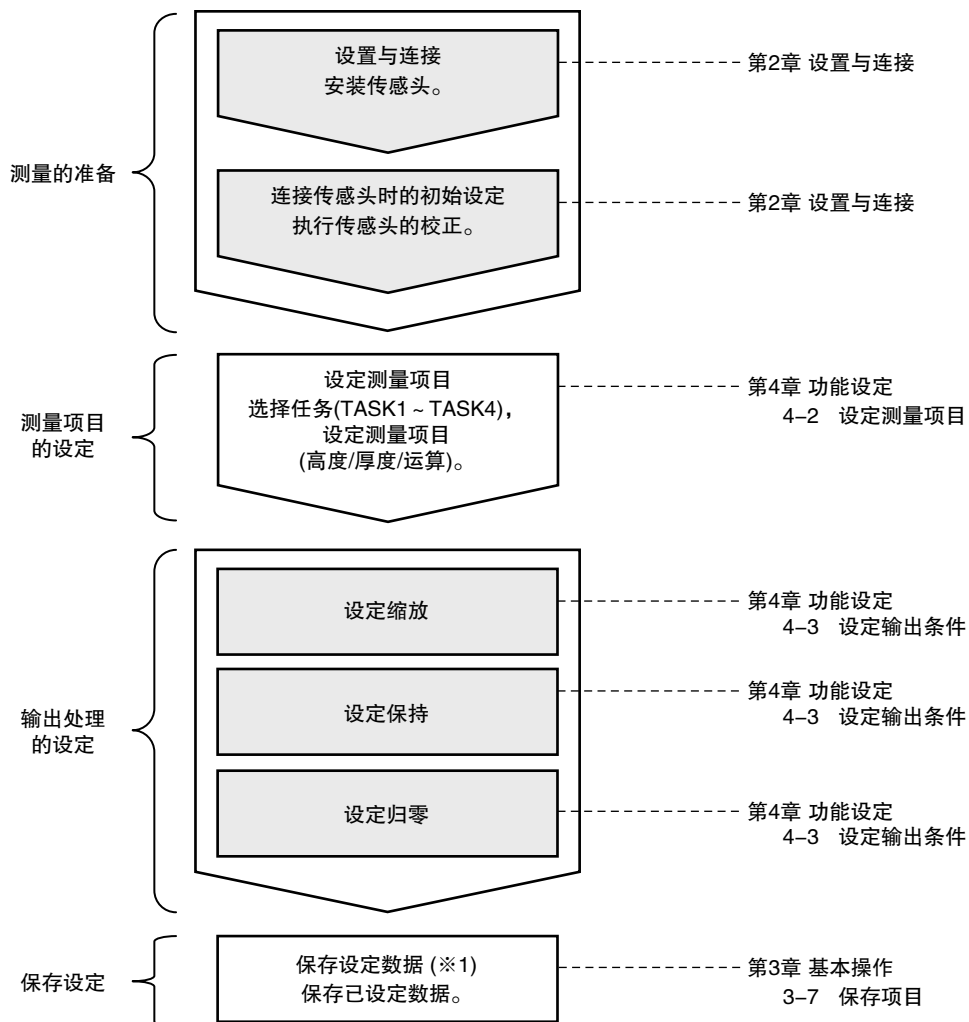 测量的准备
设置与连接
安装传感头。
第2章 设置与连接
连接传感头时的初始设定
执行传感头的校正。
第2章 设置与连接
测量项目
的设定
设定测量项目
选择任务(TASK1 ~ TASK4),
设定测量项目
(高度/厚度/运算)。
第4章 功能设定
4–2 设定测量项目
输出处理
的设定
设定缩放
第4章 功能设定
4–3 设定输出条件
设定保持
第4章 功能设定
4–3 设定输出条件
设定归零
第4章 功能设定
4–3 设定输出条件
保存设定
保存设定数据 (※1)
保存已设定数据。
第3章 基本操作
3–7 保存项目